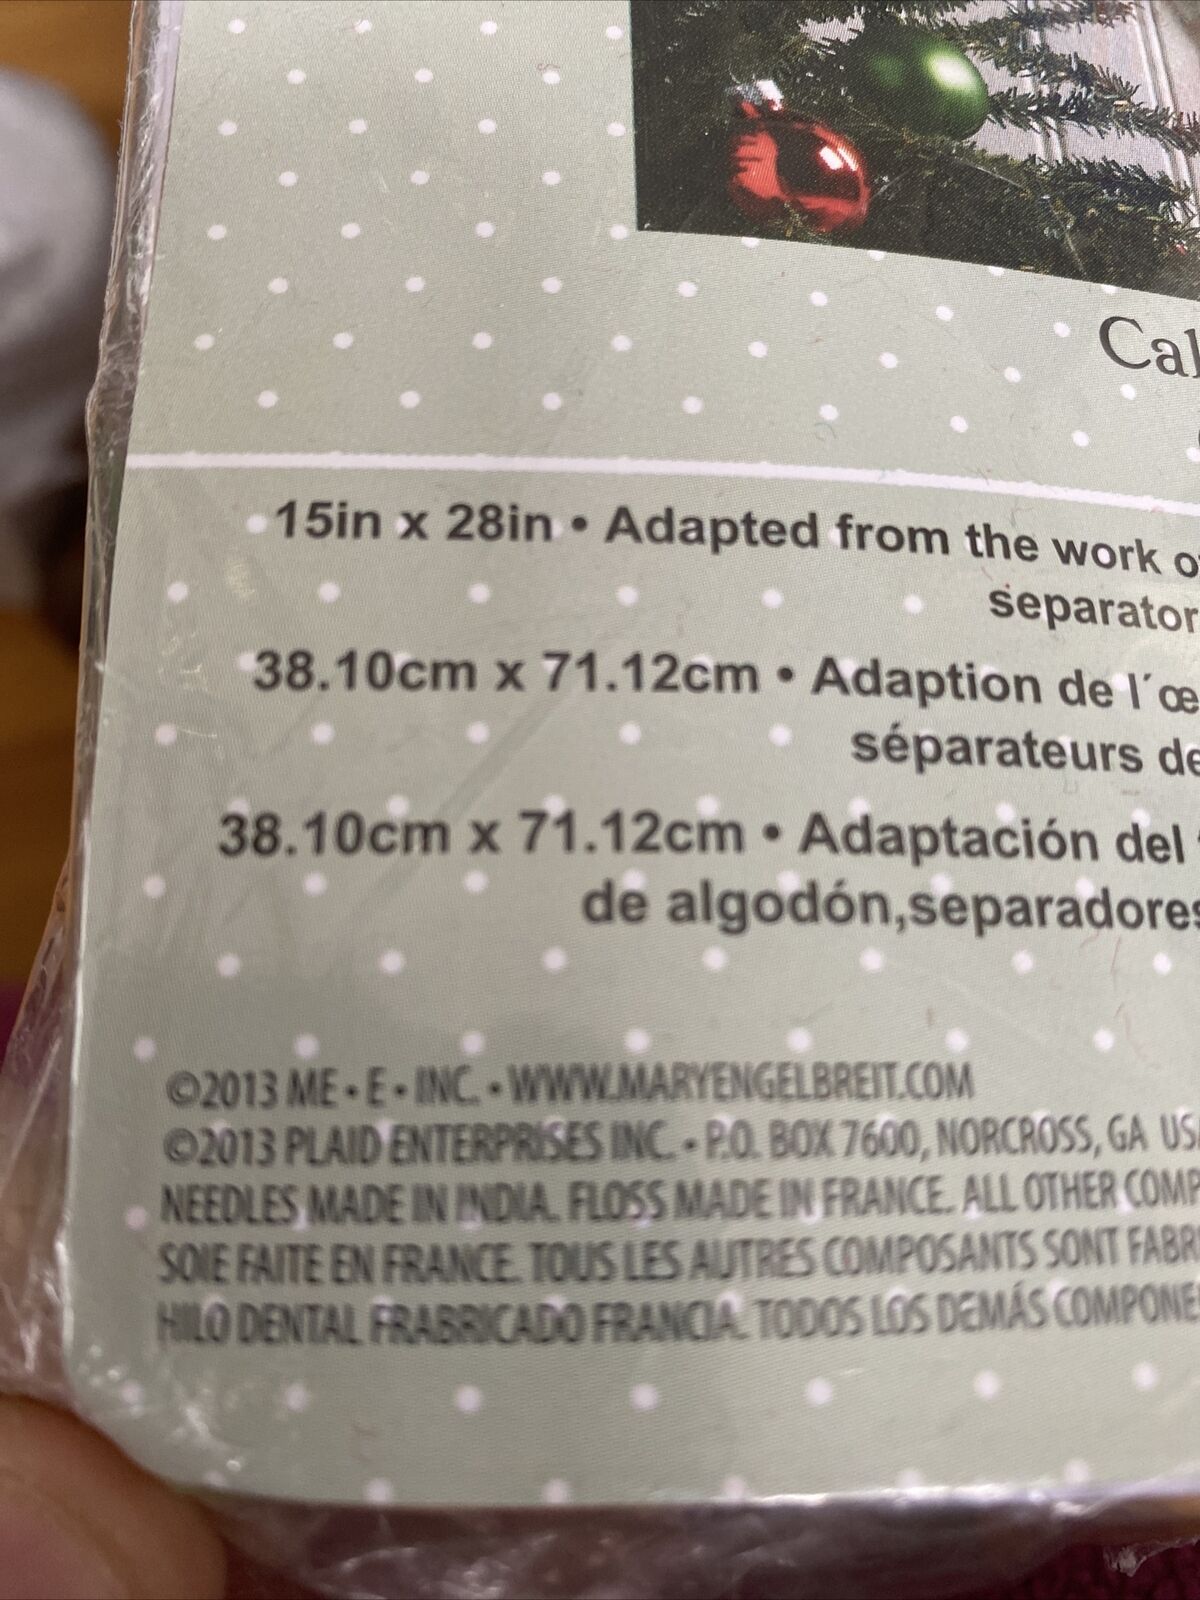 Cal
15in x 28in • Adapted from the work of
separator
38.10cm x 71.12cm • Adaption de l´œ
séparateurs de
38.10cm x 71.12cm • Adaptación del
de algodón,separadores
©2013 ME • E • INC. • WWW.MARYENGELBREIT.COM
©2013 PLAID ENTERPRISES INC. • P.O. BOX 7600, NORCROSS, GA USA
NEEDLES MADE IN INDIA. FLOSS MADE IN FRANCE. ALL OTHER COMP
SOIE FAITE EN FRANCE. TOUS LES AUTRES COMPOSANTS SONT FABRI
HILO DENTAL FRABRICADO FRANCIA. TODOS LOS DEMÁS COMPONE